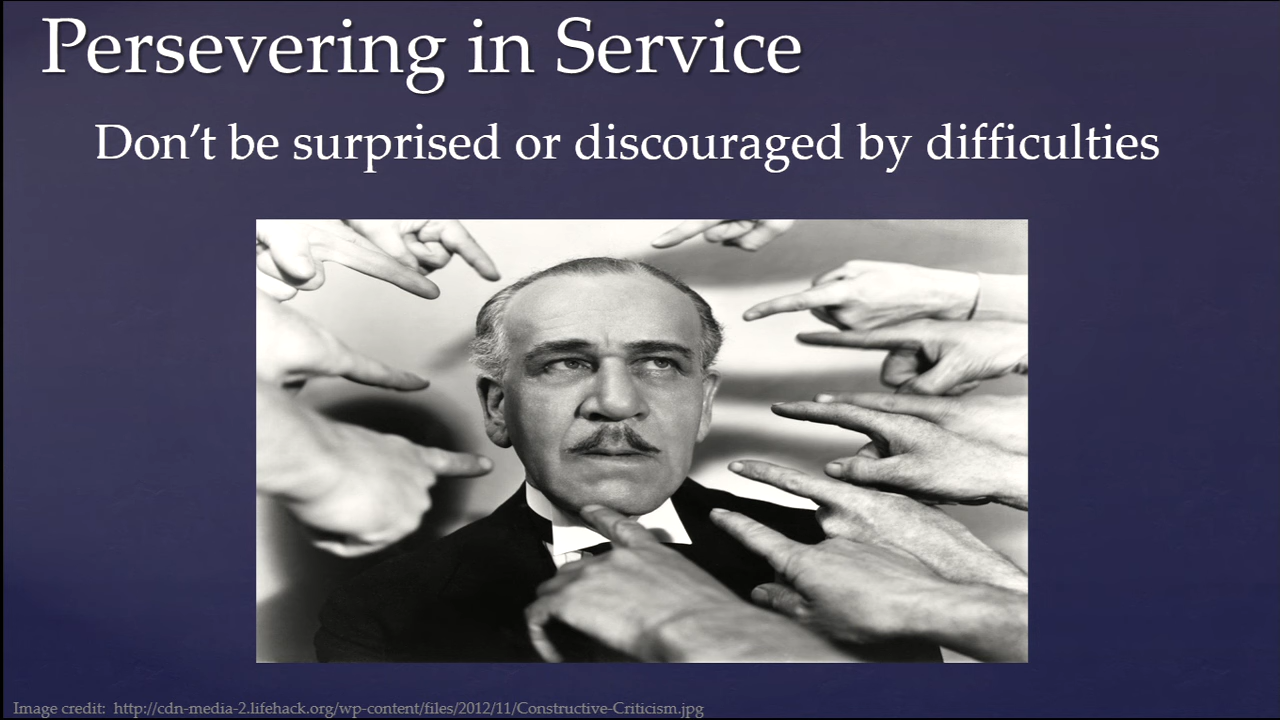 Persevering in Service
Don’t be surprised or discouraged by difficulties
Image credit:  http://cdn-media-2.lifehack.org/wp-content/files/2012/11/Constructive-Criticism.jpg